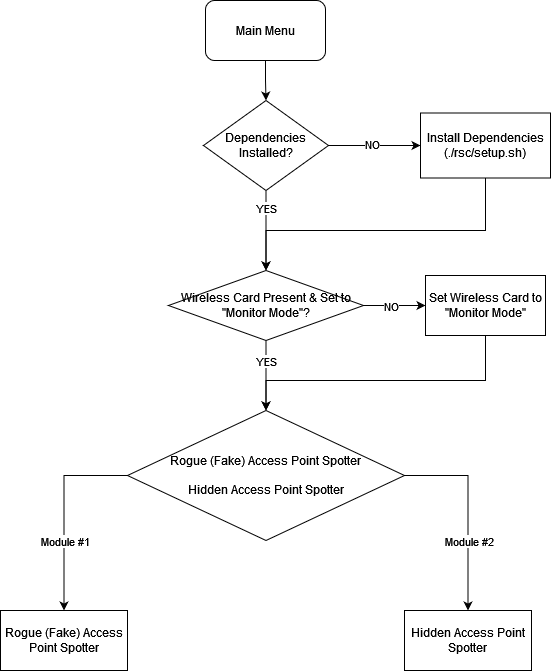 Main Menu
Dependencies
Installed?
NO
Install Dependencies
(./rsc/setup.sh)
YES
Wireless Card Present & Set to
"Monitor Mode"?
NO
Set Wireless Card to
"Monitor Mode"
YES
Rogue (Fake) Access Point Spotter
Hidden Access Point Spotter
Module #1
Module #2
Rogue (Fake) Access
Point Spotter
Hidden Access Point
Spotter